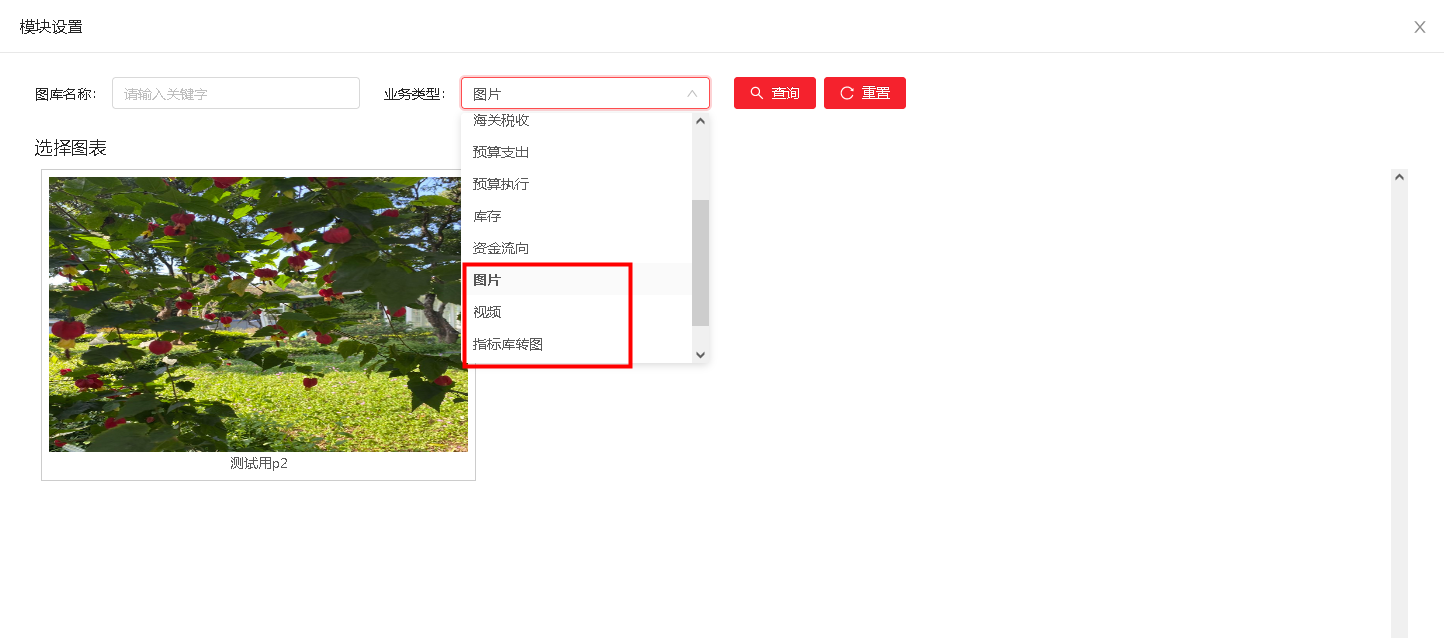 模块设置
图库名称： 请输入关键字 业务类型： 图片 查询 重置
海关税收
选择图表
预算支出
预算执行
库存
资金流向
图片
视频
指标库转图
测试用p2